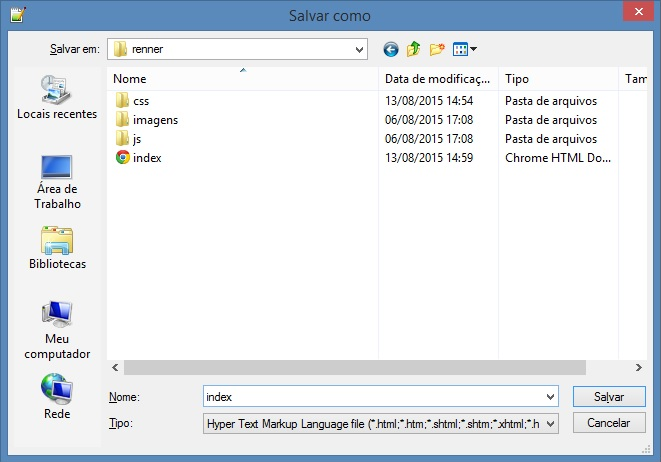 Salvar como
Salvar em: renner
Nome Data de modificaç... Tipo Tam
css 13/08/2015 14:54 Pasta de arquivos
imagens 06/08/2015 17:08 Pasta de arquivos
js 06/08/2015 17:08 Pasta de arquivos
index 13/08/2015 14:59 Chrome HTML Do...
Locais recentes
Área de
Trabalho
Bibliotecas
Meu
computador
Rede
Nome: index Salvar
Tipo: Hyper Text Markup Language file (*.html;*.htm;*.shtml;*.shtm;*.xhtml;*.h Cancelar